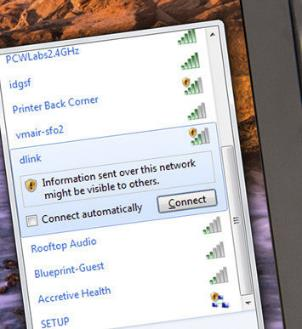 PCWLabs2.4GHz
idgsf
Printer Back Corner
vmair-sfo2
dlink
Information sent over this network
might be visible to others.
Connect automatically
Connect
Rooftop Audio
Blueprint-Guest
Accretive Health
SETUP